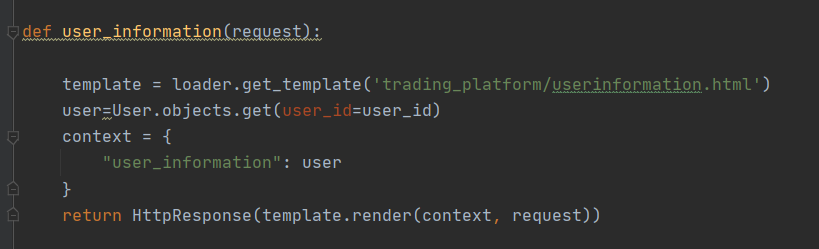 def user_information(request):
template = loader.get_template('trading_platform/userinformation.html')
user=User.objects.get(user_id=user_id)
context = {
"user_information": user
}
return HttpResponse(template.render(context, request))